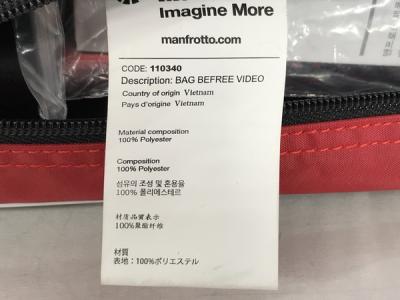 Imagine More
manfrotto.com
CODE: 110340
Description: BAG BEFREE VIDEO
Country of origin Vietnam
Pays d'origine Vietnam
Material composition
100% Polyester
Composition
100% Polyester
섬유의 조성 및 혼용율
100% 폴리에스테르
材质品質表示
100%聚酯纤维
材質
表地：100%ポリエステル